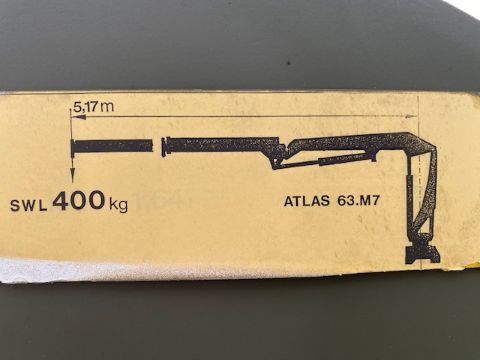 5,17m
SWL 400 kg
ATLAS 63.M7